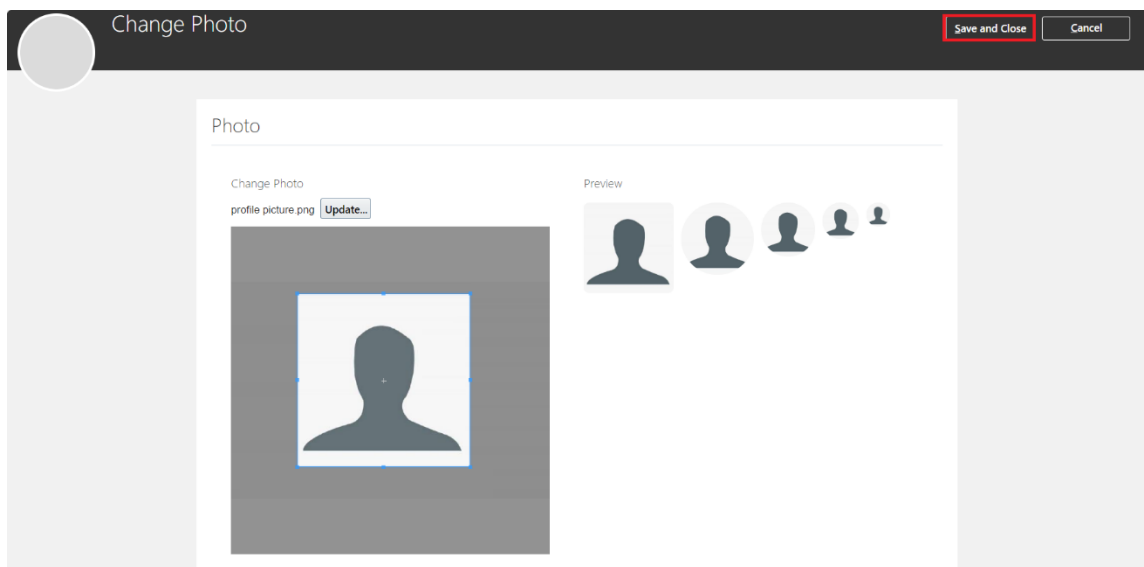 Change Photo
Save and Close
Cancel
Photo
Change Photo
Preview
profile picture.png
Update...